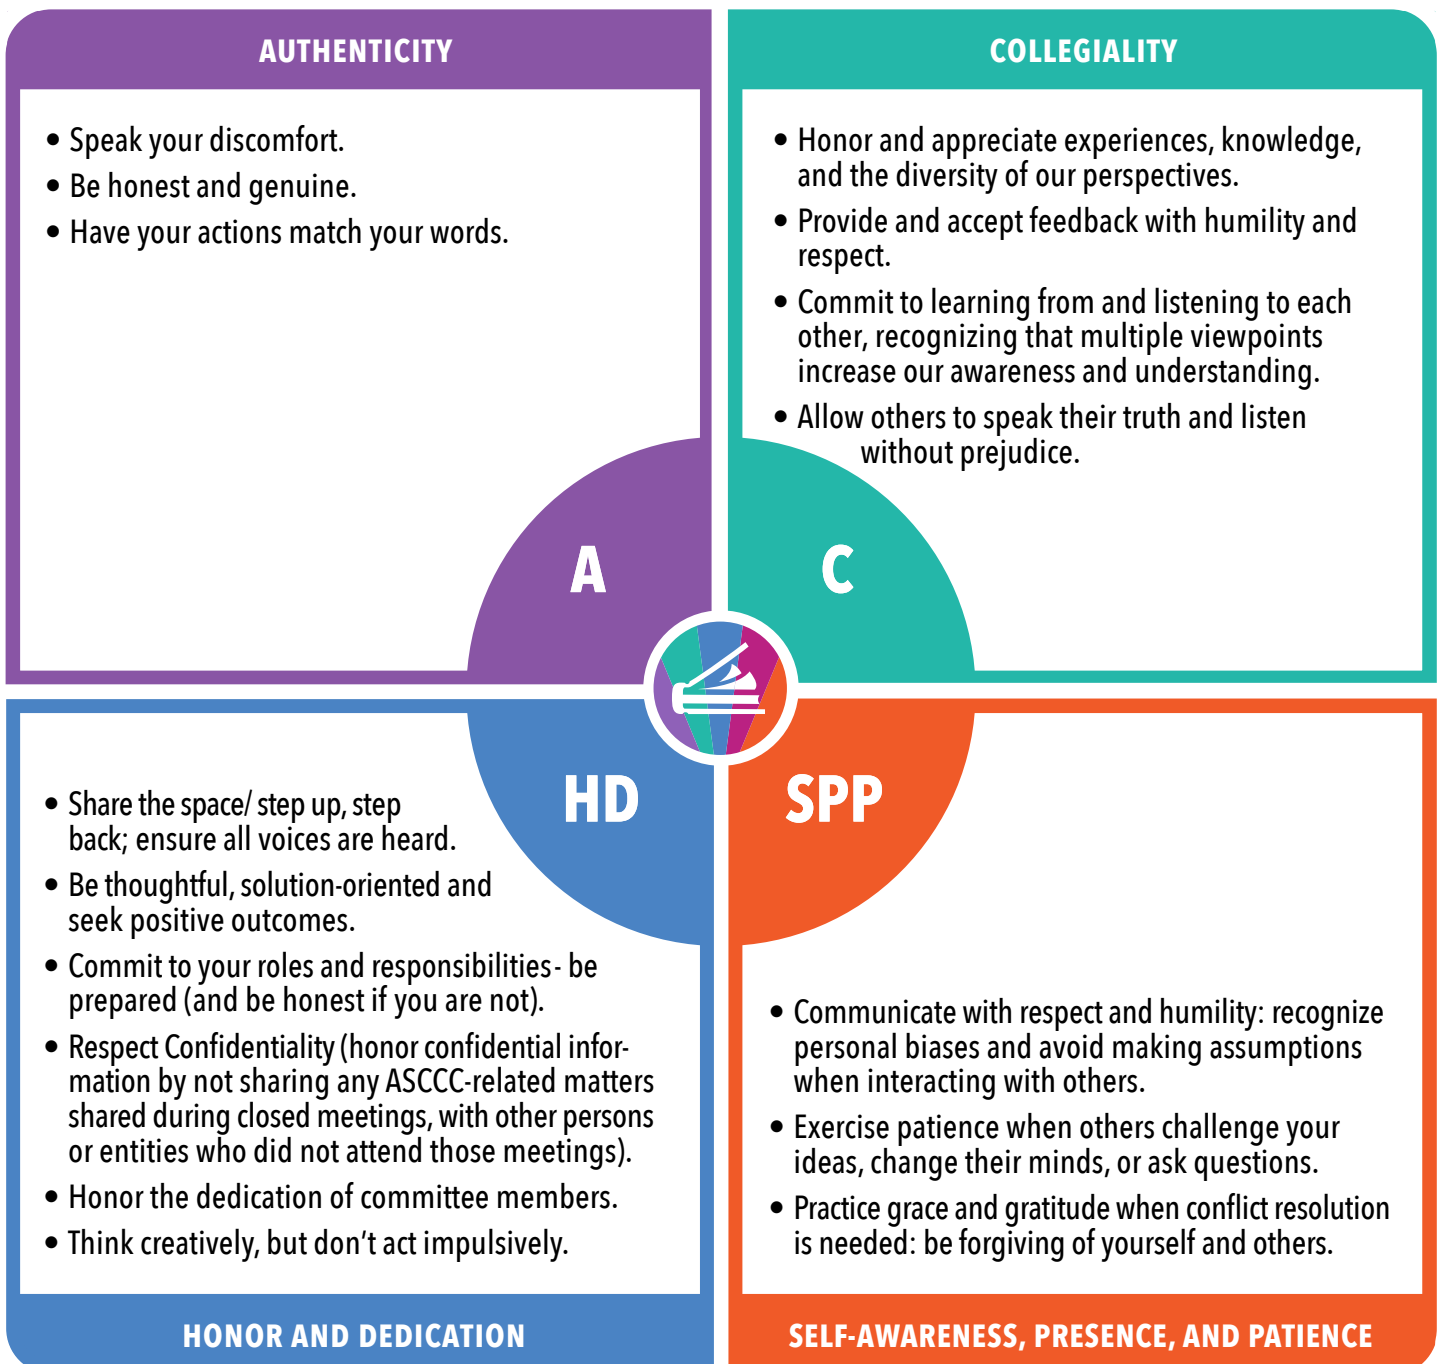 AUTHENTICITY
• Speak your discomfort.
• Be honest and genuine.
• Have your actions match your words.
A
COLLEGIALITY
• Honor and appreciate experiences, knowledge,
and the diversity of our perspectives.
• Provide and accept feedback with humility and
respect.
• Commit to learning from and listening to each
other, recognizing that multiple viewpoints
increase our awareness and understanding.
• Allow others to speak their truth and listen
without prejudice.
C
HD
• Share the space/ step up, step
back; ensure all voices are heard.
• Be thoughtful, solution-oriented and
seek positive outcomes.
• Commit to your roles and responsibilities- be
prepared (and be honest if you are not).
• Respect Confidentiality (honor confidential infor-
mation by not sharing any ASCCC-related matters
shared during closed meetings, with other persons
or entities who did not attend those meetings).
• Honor the dedication of committee members.
• Think creatively, but don't act impulsively.
HONOR AND DEDICATION
SPP
• Communicate with respect and humility: recognize
personal biases and avoid making assumptions
when interacting with others.
• Exercise patience when others challenge your
ideas, change their minds, or ask questions.
• Practice grace and gratitude when conflict resolution
is needed: be forgiving of yourself and others.
SELF-AWARENESS, PRESENCE, AND PATIENCE